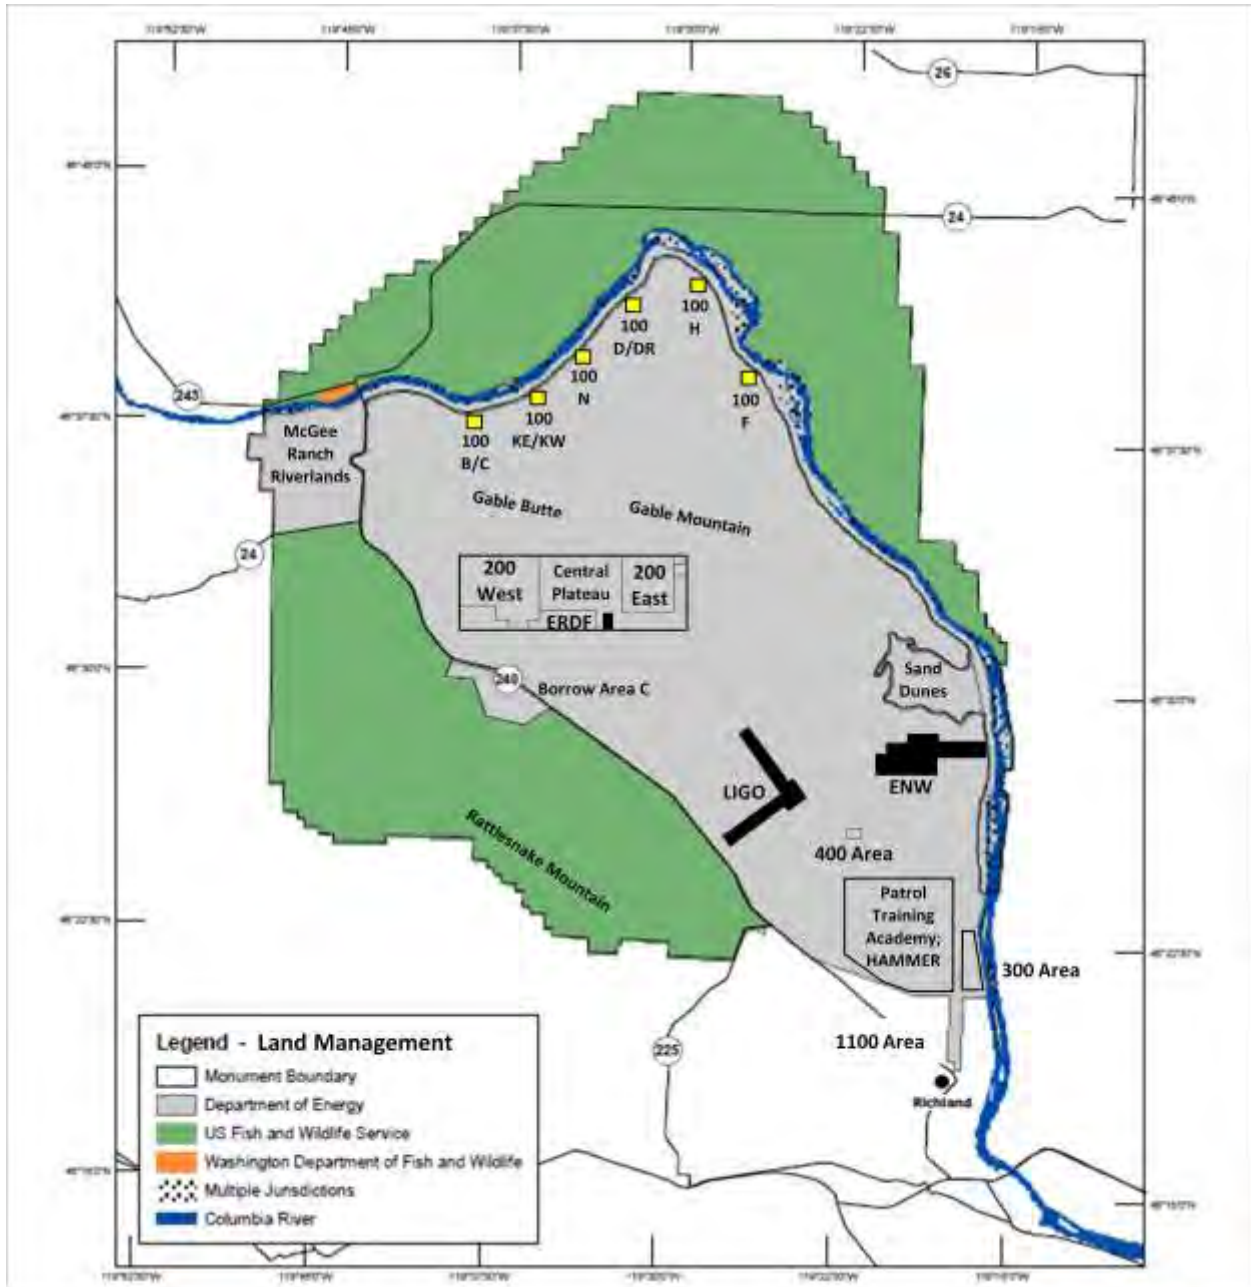 26
24
243
100
H
100
D/DR
100
N
100
F
100
KE/KW
100
B/C
McGee
Ranch
Riverlands
Gable Butte
Gable Mountain
24
200
West
Central
Plateau
200
East
ERDF
240
Borrow Area C
Sand
Dunes
LIGO
ENW
Rattlesnake Mountain
400 Area
Patrol
Training
Academy;
HAMMER
300 Area
1100 Area
225
Richland
Legend - Land Management
Monument Boundary
Department of Energy
US Fish and Wildlife Service
Washington Department of Fish and Wildlife
Multiple Jurisdictions
Columbia River